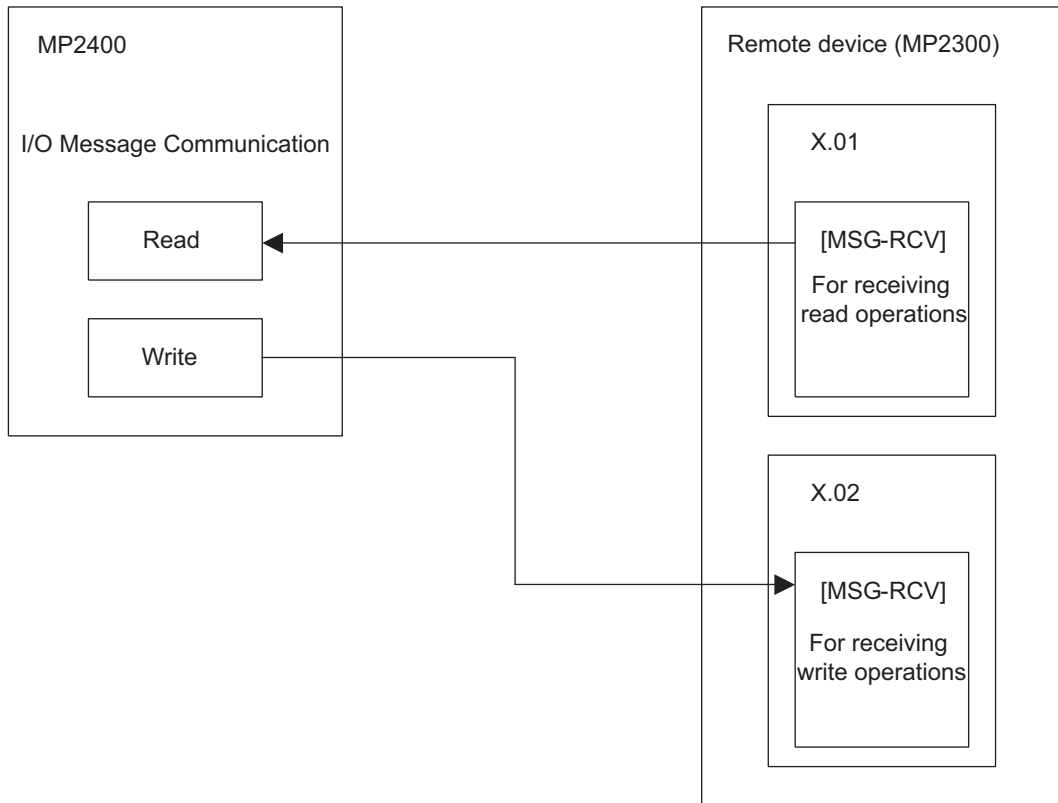 MP2400
I/O Message Communication
Read
Write
Remote device (MP2300)
X.01
[MSG-RCV]
For receiving
read operations
X.02
[MSG-RCV]
For receiving
write operations